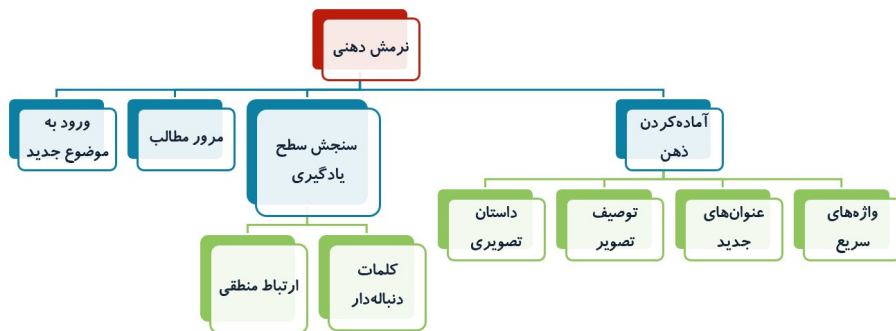 نرمش دهنی
آماده‌کردن
ذهن
سنجش سطح
یادگیری
مرور مطالب
ورود به
موضوع جدید
واژه‌های
سریع
عنوان‌های
جدید
توصیف
تصویر
داستان
تصویری
کلمات
دنباله‌دار
ارتباط منطقی